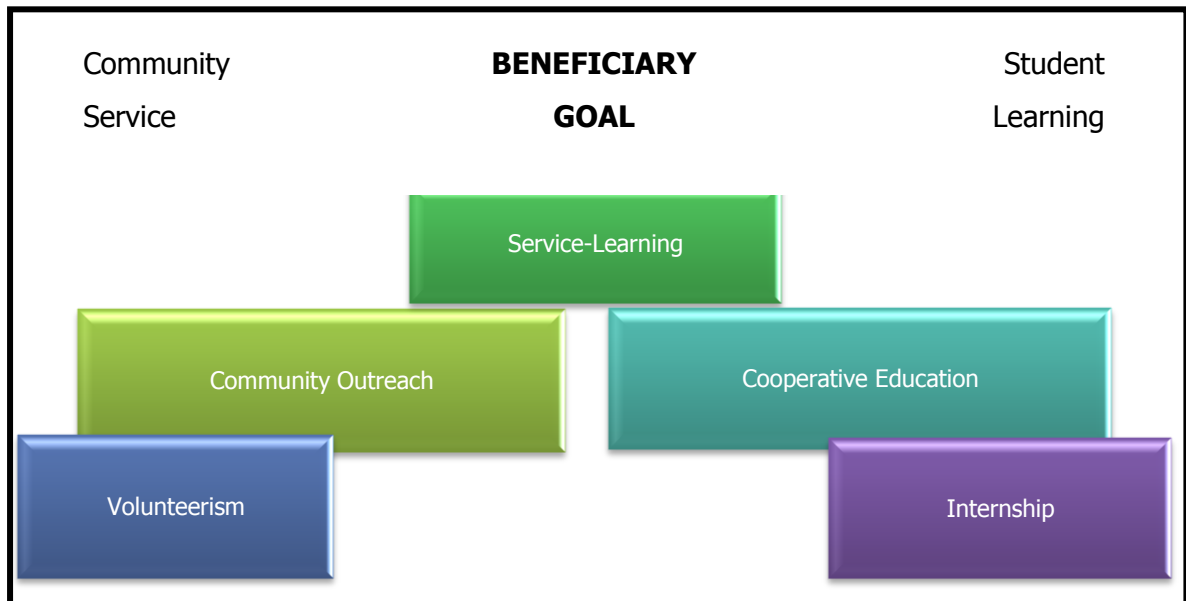 Community BENEFICIARY Student
Service GOAL Learning
Service-Learning
Community Outreach
Cooperative Education
Volunteerism
Internship